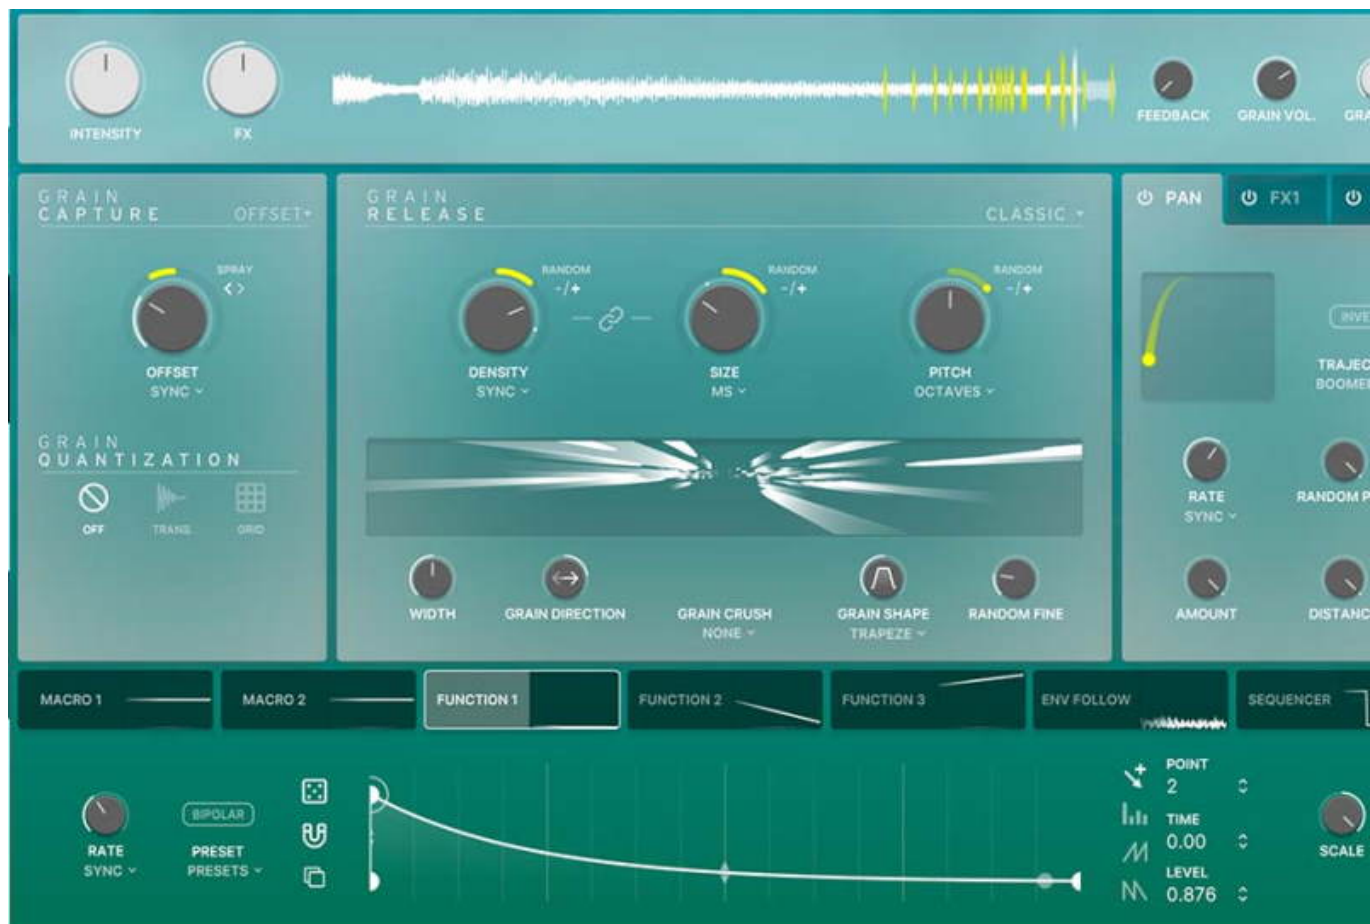 INTENSITY
FX
FEEDBACK
GRAIN VOL.
GRAIN
CAPTURE
OFFSET
SPRAY
< >
OFFSET
SYNC
GRAIN
QUANTIZATION
OFF
TRANS.
GRID
GRAIN
RELEASE
CLASSIC
RANDOM
-/+
RANDOM
-/+
RANDOM
-/+
DENSITY
SYNC
SIZE
MS
PITCH
OCTAVES
WIDTH
GRAIN DIRECTION
GRAIN CRUSH
NONE
GRAIN SHAPE
TRAPEZE
RANDOM FINE
PAN
FX1
RATE
SYNC
RANDOM
AMOUNT
MACRO 1
MACRO 2
FUNCTION 1
FUNCTION 2
FUNCTION 3
ENV FOLLOW
SEQUENCER
RATE
SYNC
BIPOLAR
PRESET
PRESETS
POINT
2
TIME
0.00
LEVEL
0.876
SCALE